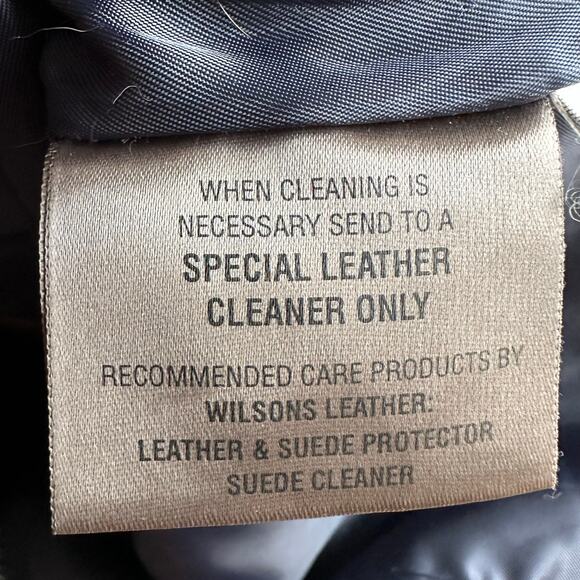 WHEN CLEANING IS
NECESSARY SEND TO A
SPECIAL LEATHER
CLEANER ONLY
RECOMMENDED CARE PRODUCTS BY
WILSONS LEATHER:
LEATHER & SUEDE PROTECTOR
SUEDE CLEANER